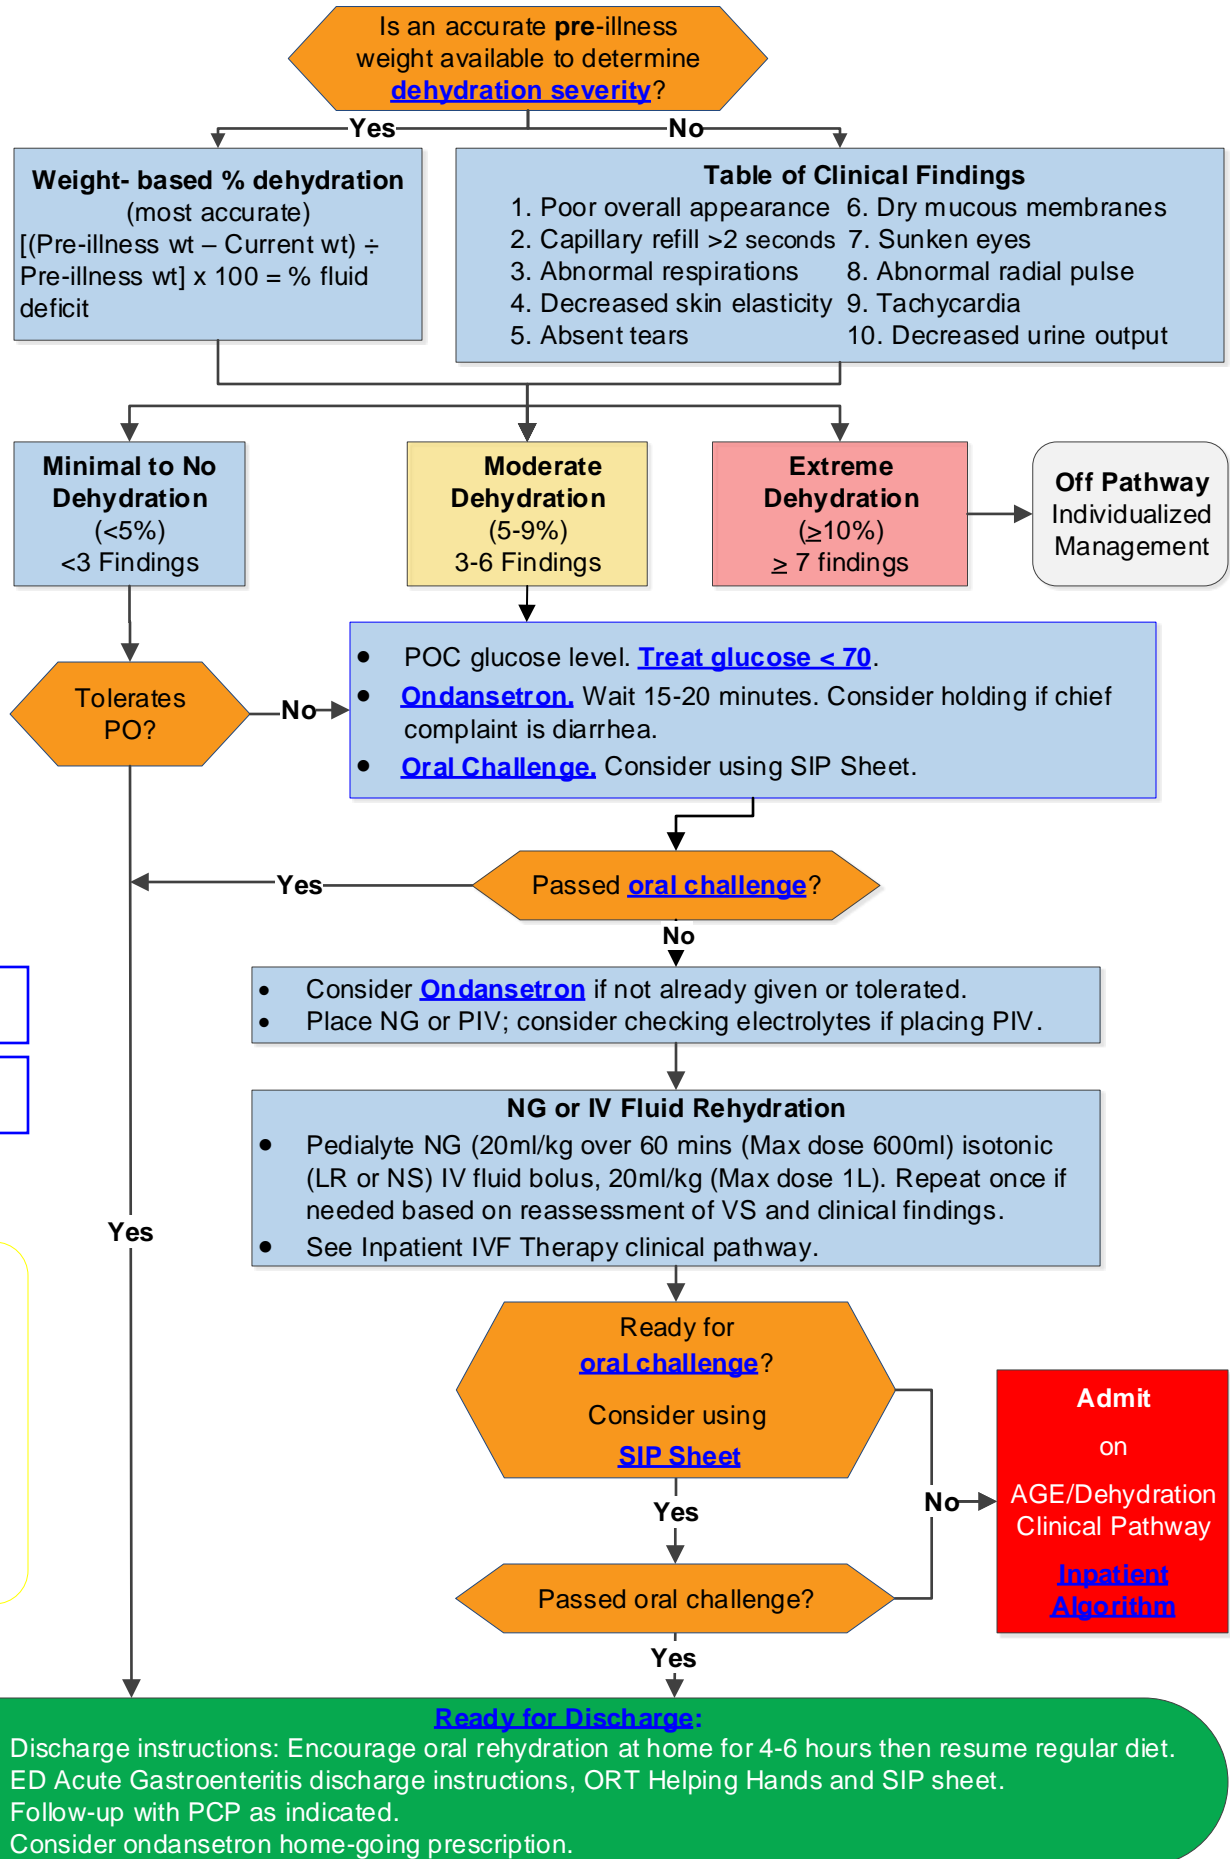 Is an accurate pre-illness
weight available to determine
dehydration severity?
Yes
No
Weight- based % dehydration
(most accurate)
[(Pre-illness wt – Current wt) ÷
Pre-illness wt] x 100 = % fluid
deficit
Table of Clinical Findings
1. Poor overall appearance
2. Capillary refill >2 seconds
3. Abnormal respirations
4. Decreased skin elasticity
5. Absent tears
6. Dry mucous membranes
7. Sunken eyes
8. Abnormal radial pulse
9. Tachycardia
10. Decreased urine output
Minimal to No
Dehydration
(<5%)
<3 Findings
Moderate
Dehydration
(5-9%)
3-6 Findings
Extreme
Dehydration
(≥10%)
≥ 7 findings
Off Pathway
Individualized
Management
Tolerates
PO?
No
• POC glucose level. Treat glucose < 70.
• Ondansetron. Wait 15-20 minutes. Consider holding if chief
complaint is diarrhea.
• Oral Challenge. Consider using SIP Sheet.
Yes
Passed oral challenge?
No
• Consider Ondansetron if not already given or tolerated.
• Place NG or PIV; consider checking electrolytes if placing PIV.
NG or IV Fluid Rehydration
• Pedialyte NG (20ml/kg over 60 mins (Max dose 600ml) isotonic
(LR or NS) IV fluid bolus, 20ml/kg (Max dose 1L). Repeat once if
needed based on reassessment of VS and clinical findings.
• See Inpatient IVF Therapy clinical pathway.
Yes
Ready for
oral challenge?
Consider using
SIP Sheet
Yes
No
Admit
on
AGE/Dehydration
Clinical Pathway
Inpatient
Algorithm
Passed oral challenge?
Yes
Ready for Discharge:
Discharge instructions: Encourage oral rehydration at home for 4-6 hours then resume regular diet.
ED Acute Gastroenteritis discharge instructions, ORT Helping Hands and SIP sheet.
Follow-up with PCP as indicated.
Consider ondansetron home-going prescription.